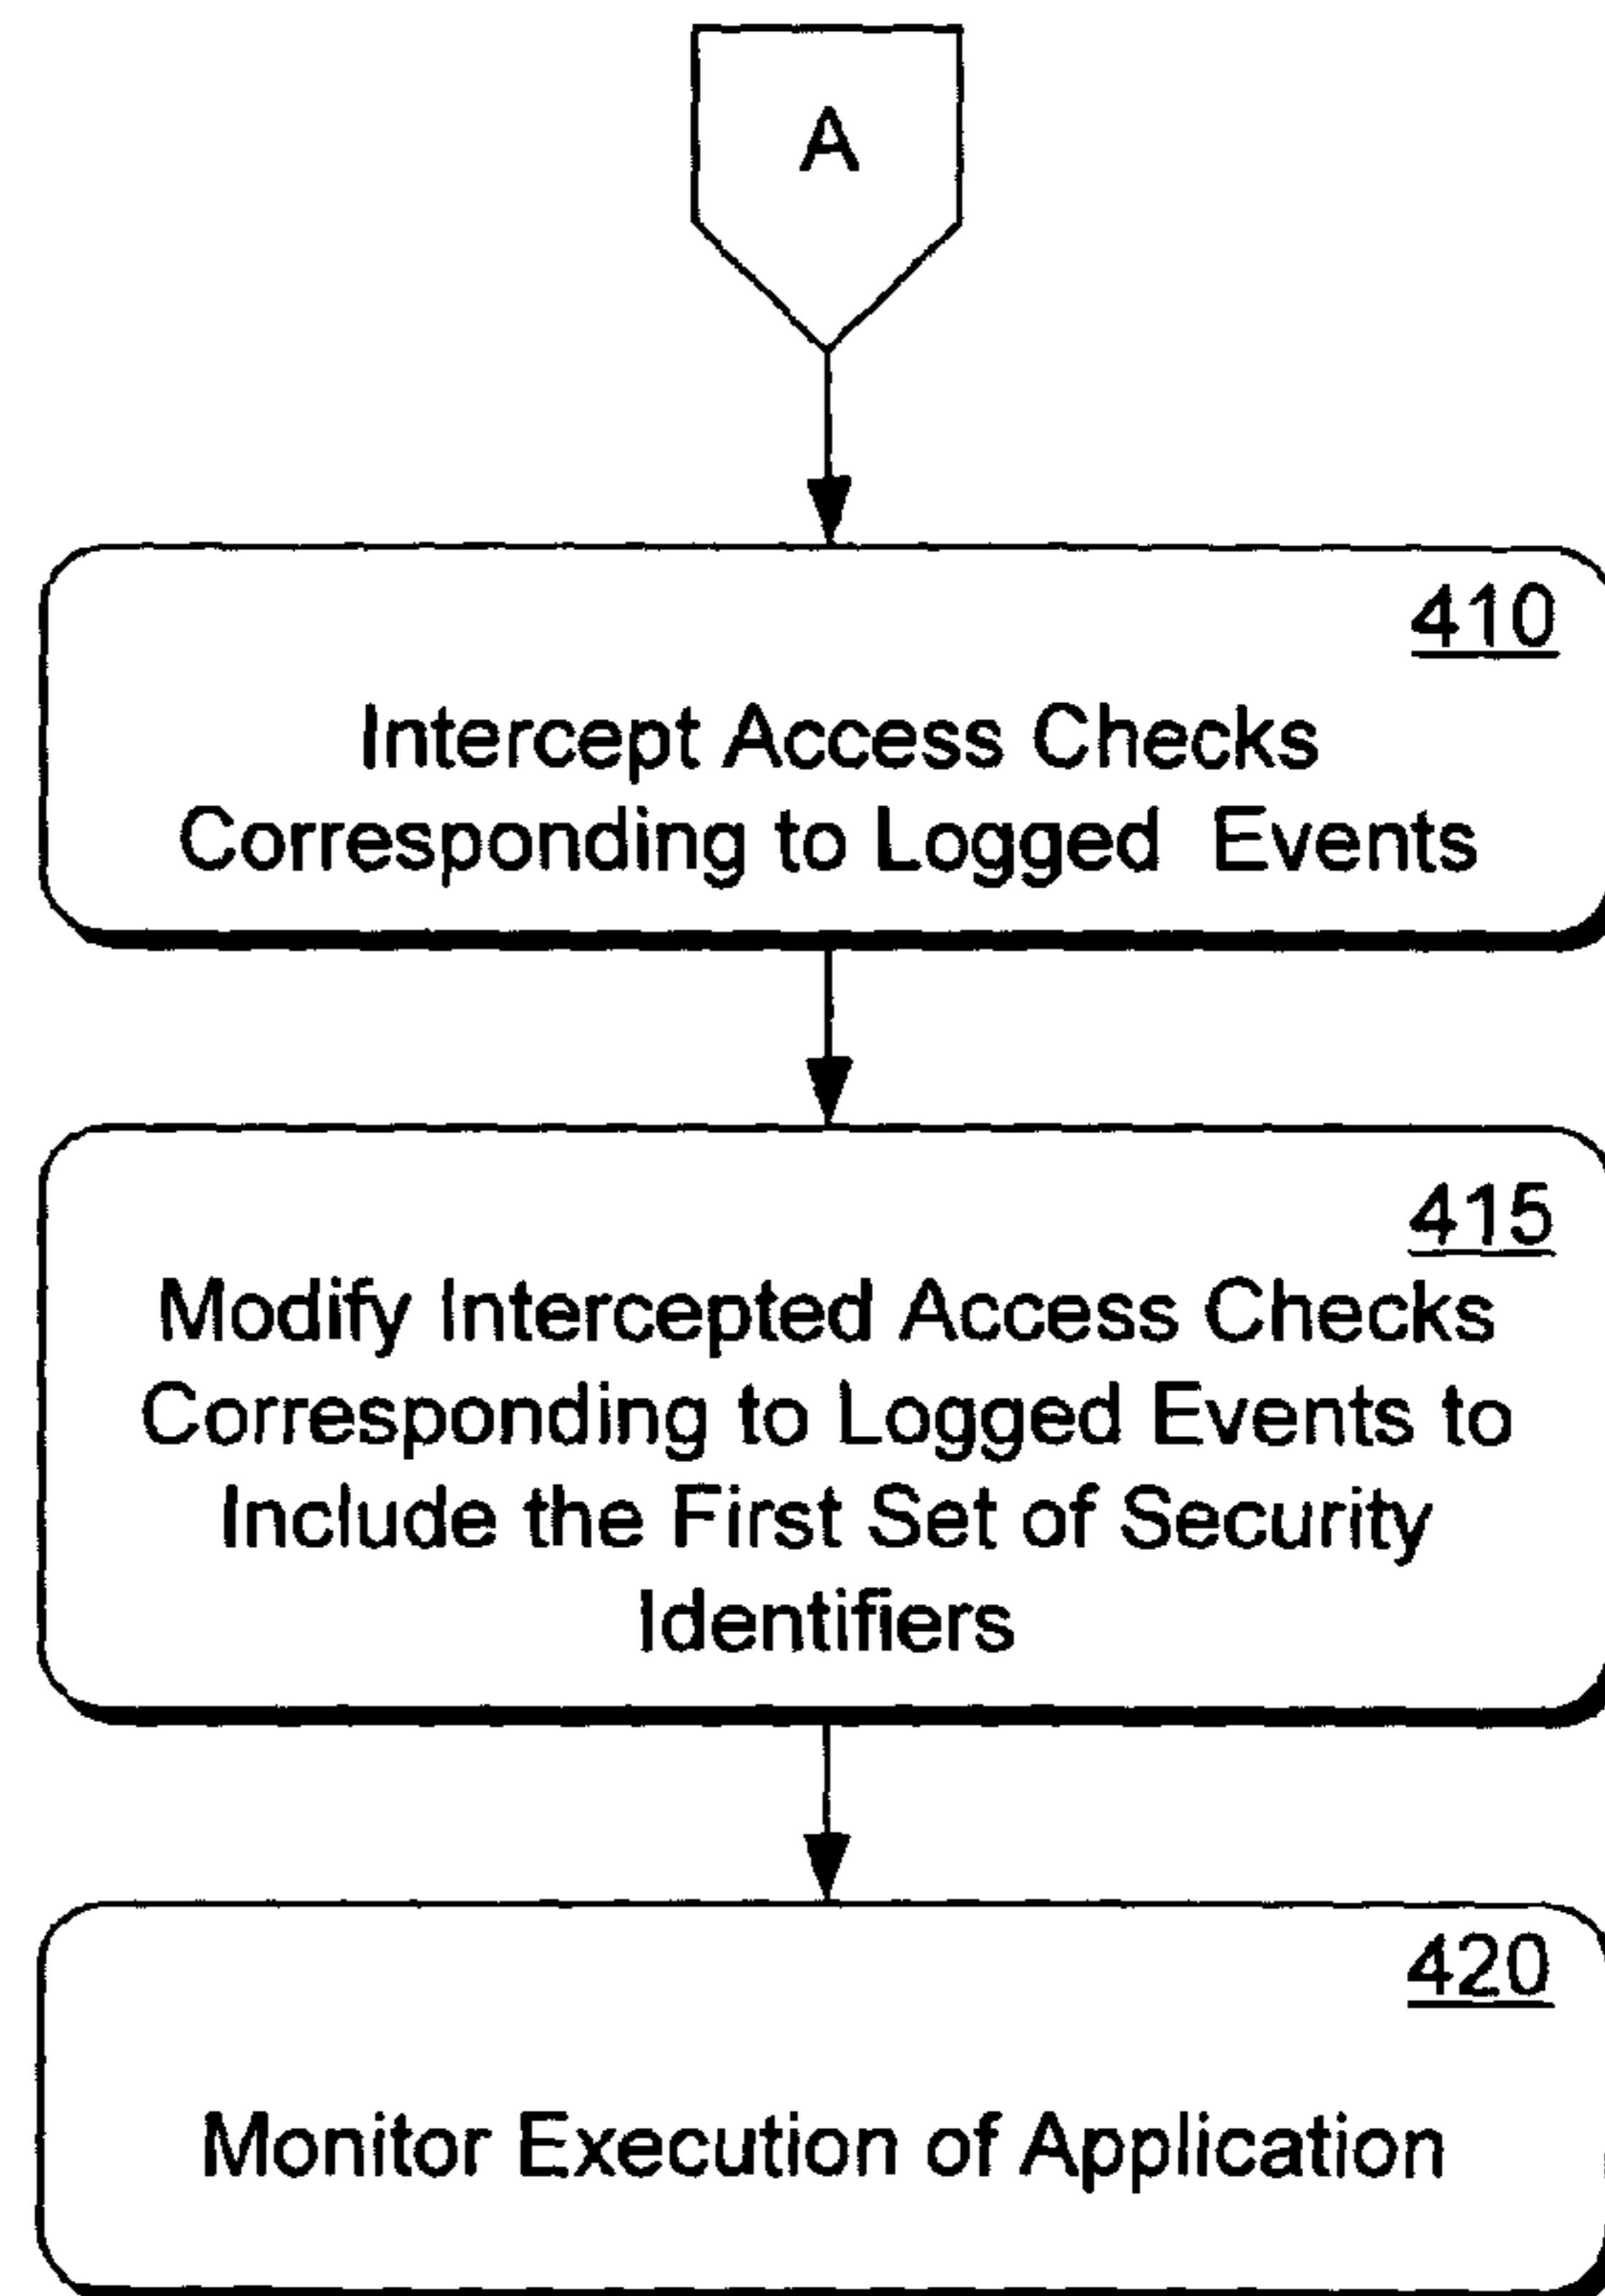 A
410
Intercept Access Checks
Corresponding to Logged Events
415
Modify Intercepted Access Checks
Corresponding to Logged Events to
Include the First Set of Security
Identifiers
420
Monitor Execution of Application